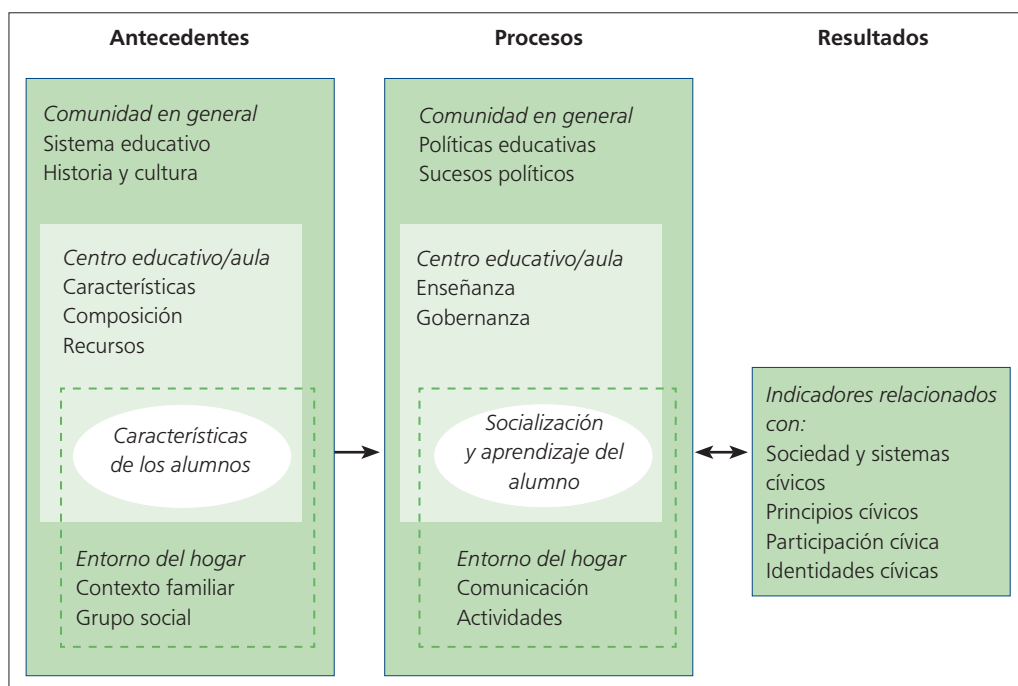 Antecedentes
Procesos
Resultados
Comunidad en general
Sistema educativo
Historia y cultura
Centro educativo/aula
Características
Composición
Recursos
Características
de los alumnos
Entorno del hogar
Contexto familiar
Grupo social
Comunidad en general
Políticas educativas
Sucesos políticos
Centro educativo/aula
Enseñanza
Gobernanza
Socialización
y aprendizaje del
alumno
Entorno del hogar
Comunicación
Actividades
Indicadores relacionados
con:
Sociedad y sistemas
cívicos
Principios cívicos
Participación cívica
Identidades cívicas